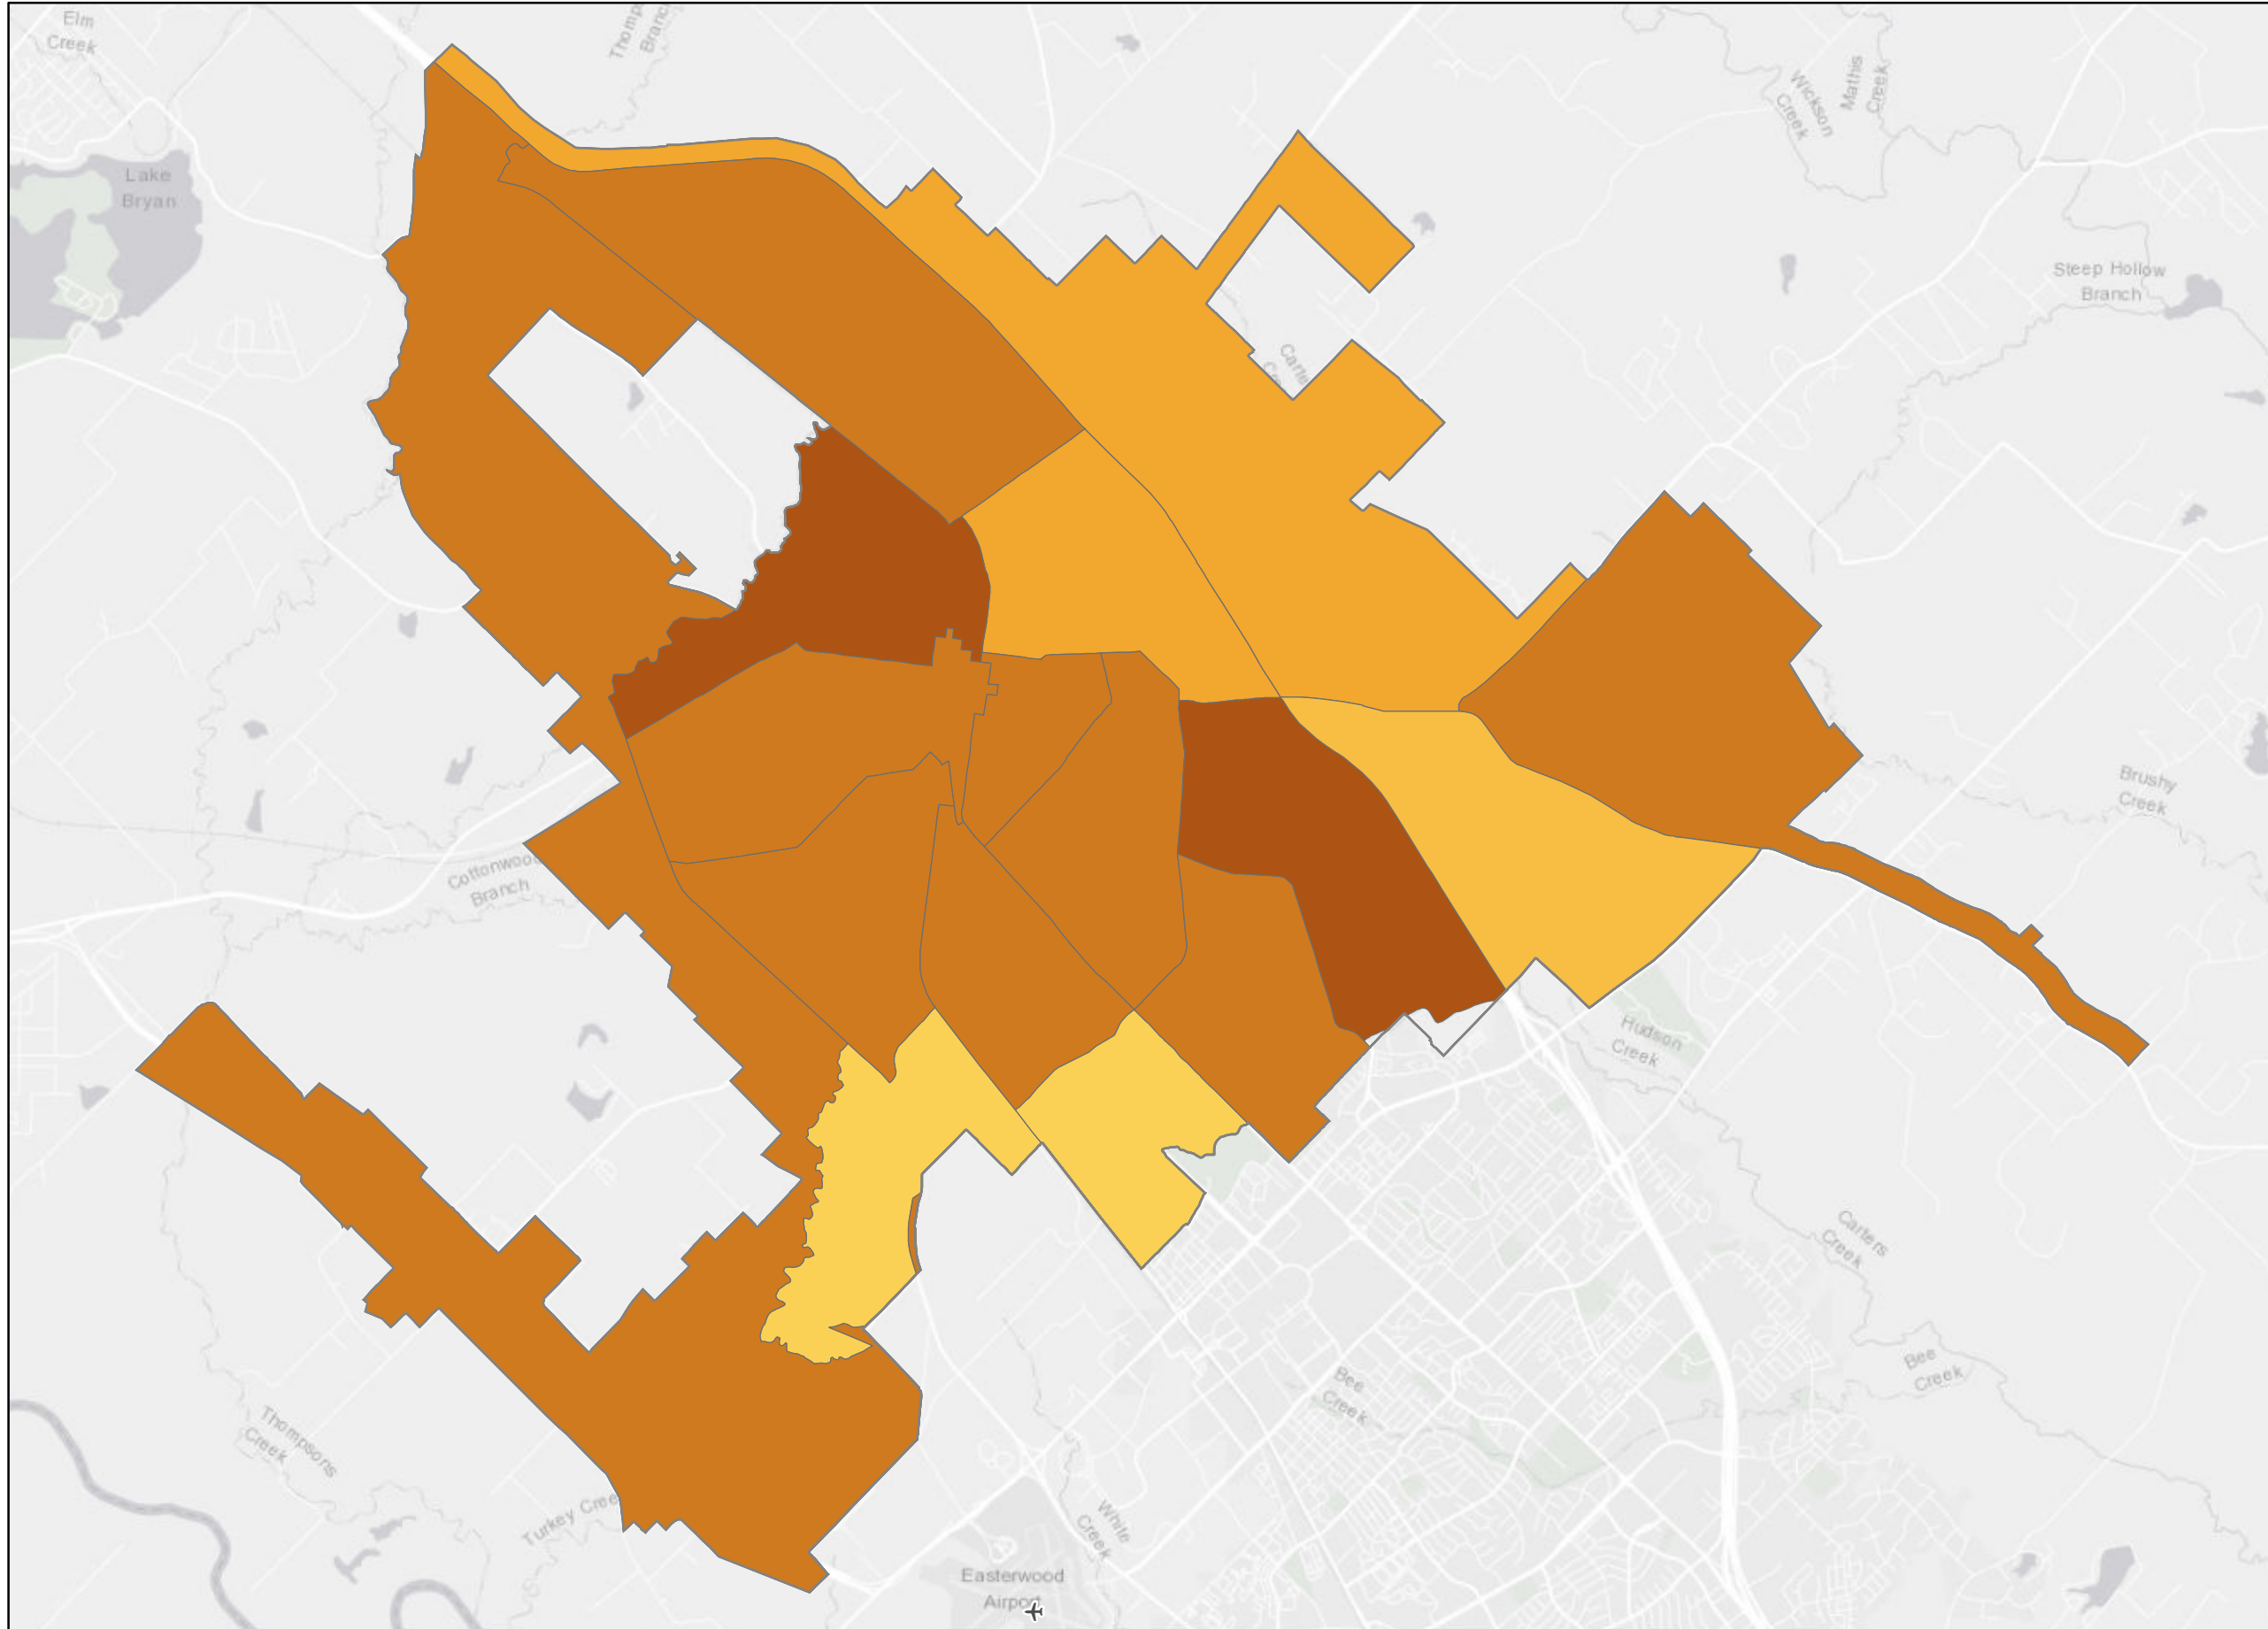 Elm
Creek
Lake
Bryan
Wickson
Creek
Mathis
Creek
Steep Hollow
Branch
Brushy
Creek
Cottonwood
Branch
Hudson
Creek
Carters
Creek
Bee
Creek
Bee
Creek
Thompsons
Creek
Turkey Cree
White
Creek
Easterwood
Airport